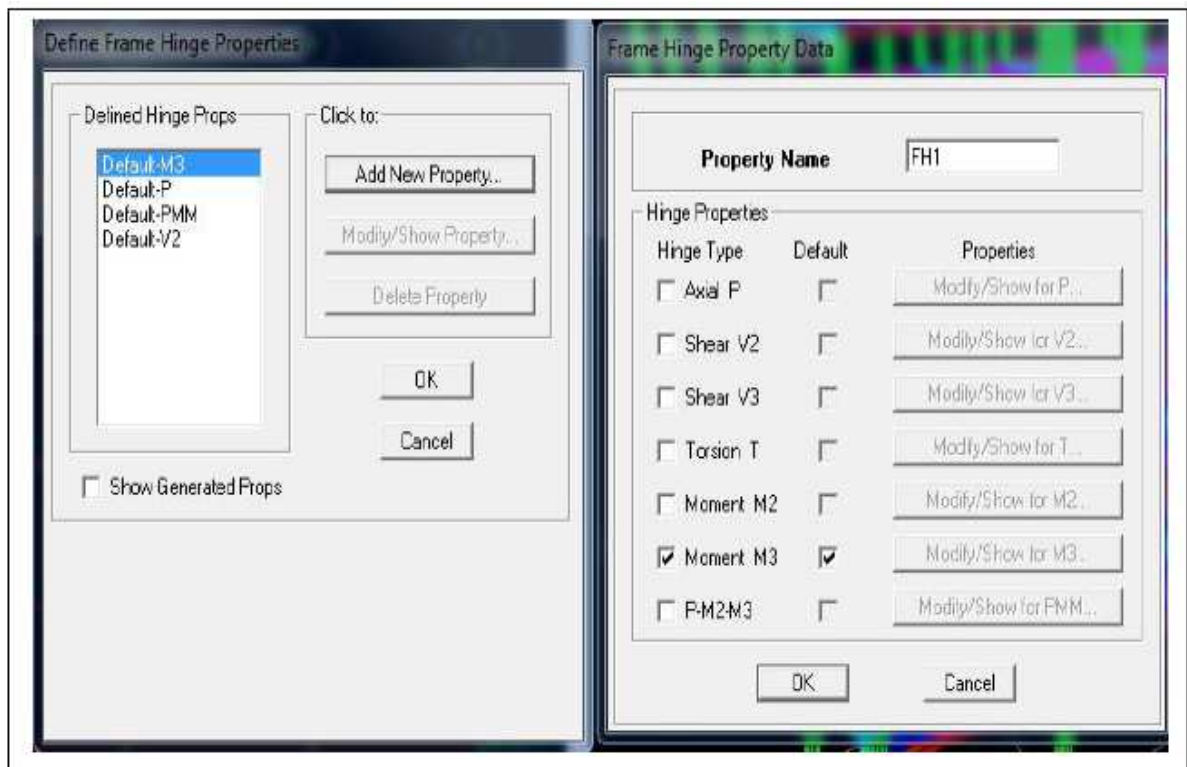 Define Frame Hinge Properties
Defined Hinge Props
Default-M3
Default-P
Default-PMM
Default-V2
Click to:
Add New Property...
Modify/Show Property...
Delete Property
OK
Cancel
Show Generated Props
Frame Hinge Property Data
Property Name
FH1
Hinge Properties
Hinge Type Default Properties
Axial P Modify/Show for P...
Shear V2 Modify/Show for V2...
Shear V3 Modify/Show for V3...
Torsion T Modify/Show for T...
Moment M2 Modify/Show for M2...
Moment M3 Modify/Show for M3...
P-M2-M3 Modify/Show for PMM...
OK Cancel